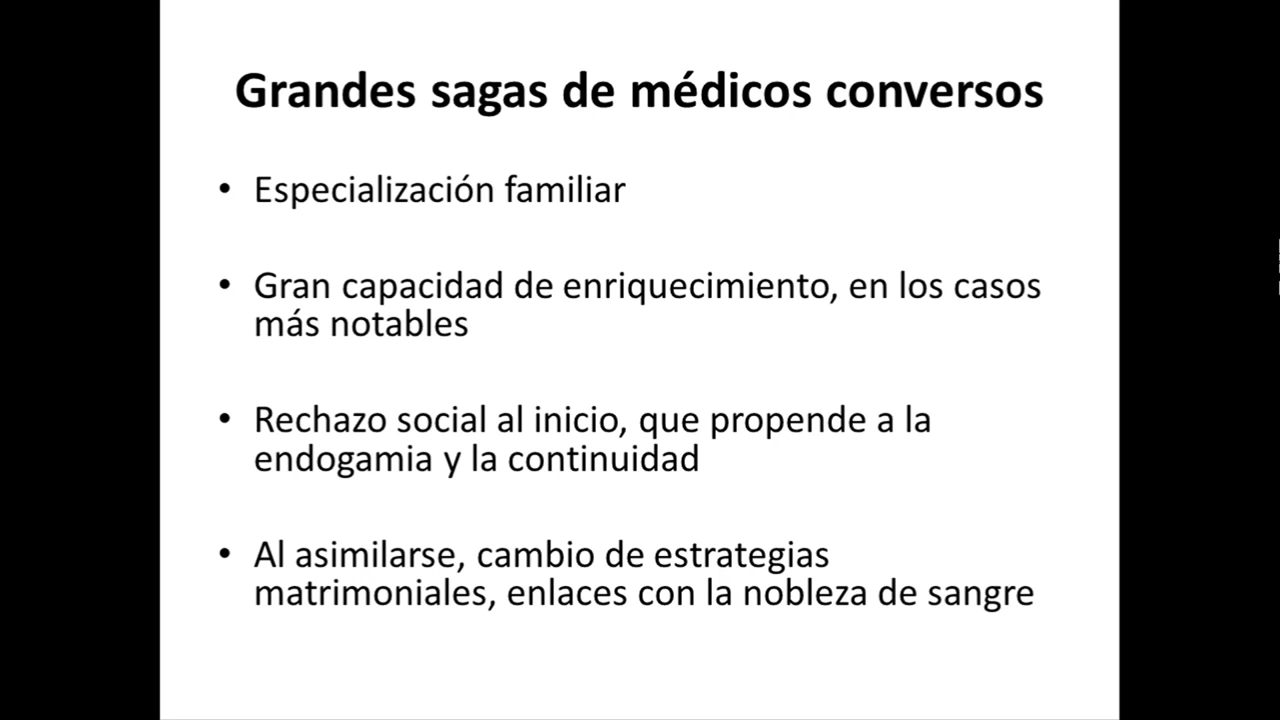 Grandes sagas de médicos conversos
• Especialización familiar
• Gran capacidad de enriquecimiento, en los casos
más notables
• Rechazo social al inicio, que propende a la
endogamia y la continuidad
• Al asimilarse, cambio de estrategias
matrimoniales, enlaces con la nobleza de sangre